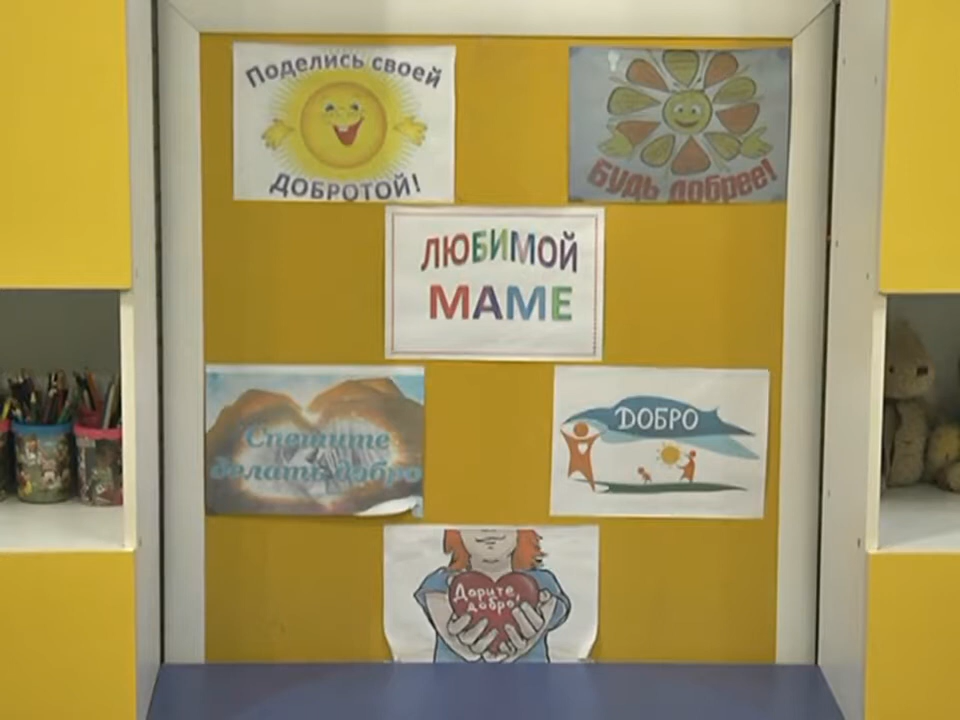 Поделись своей
ДОБРОТОЙ!
Будь добрее!
ЛЮБИМОЙ
МАМЕ
Спешите
делать добро
ДОБРО
Дарите
добро!